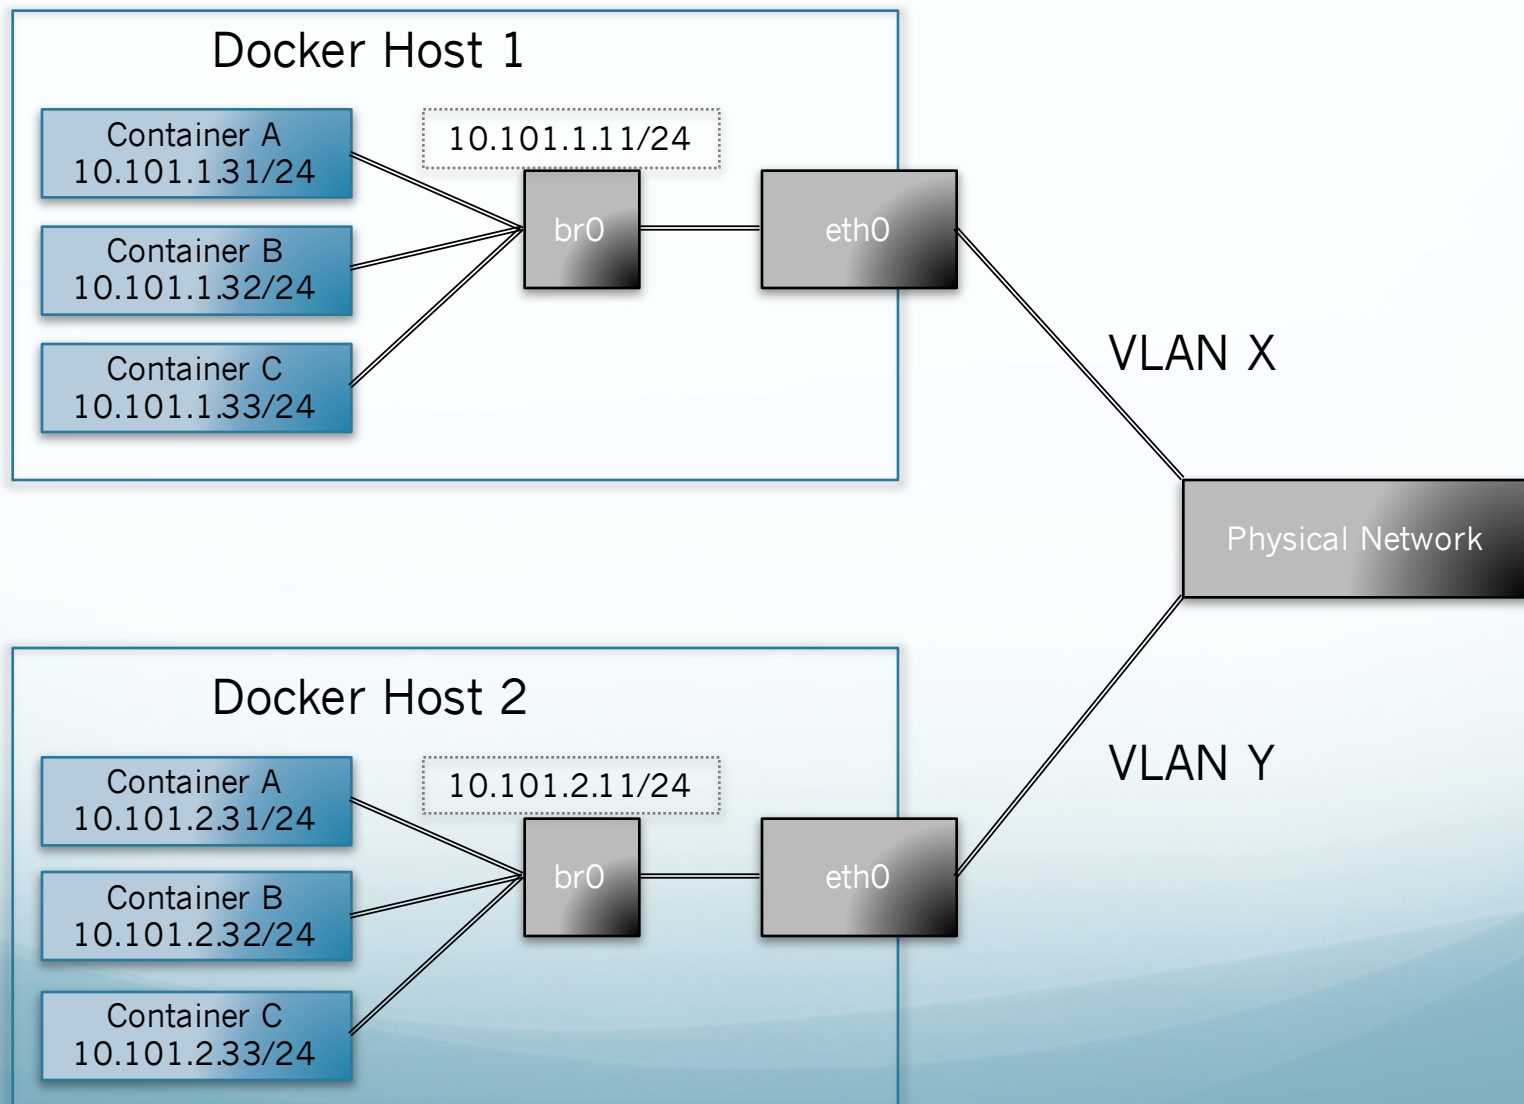 Docker Host 1
Container A
10.101.1.31/24
10.101.1.11/24
Container B
10.101.1.32/24
br0
eth0
Container C
10.101.1.33/24
VLAN X
Physical Network
Docker Host 2
Container A
10.101.2.31/24
10.101.2.11/24
Container B
10.101.2.32/24
br0
eth0
Container C
10.101.2.33/24
VLAN Y